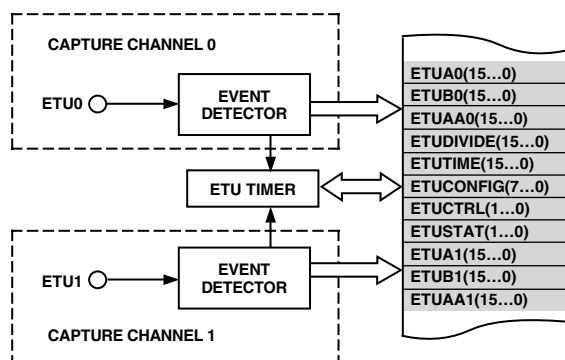 CAPTURE CHANNEL 0
ETU0
EVENT
DETECTOR
ETU TIMER
ETU1
EVENT
DETECTOR
CAPTURE CHANNEL 1
ETUA0(15...0)
ETUB0(15...0)
ETUAA0(15...0)
ETUDIVIDE(15...0)
ETUTIME(15...0)
ETUCONFIG(7...0)
ETUCTRL(1...0)
ETUSTAT(1...0)
ETUA1(15...0)
ETUB1(15...0)
ETUAA1(15...0)